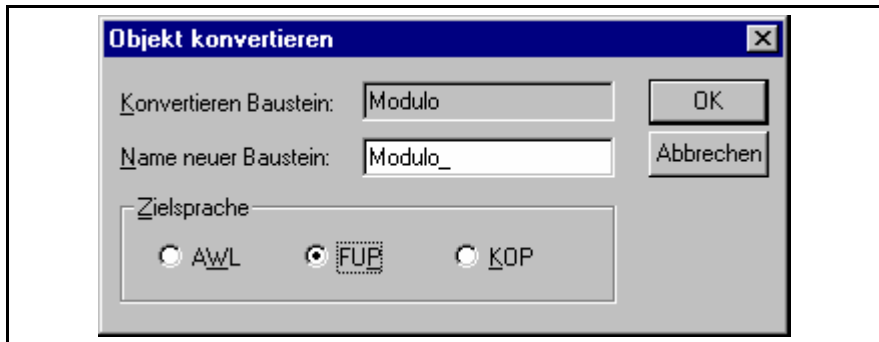 Objekt konvertieren
Konvertieren Baustein: Modulo OK
Name neuer Baustein: Modulo_ Abbrechen
Zielsprache
AWL FUP KOP